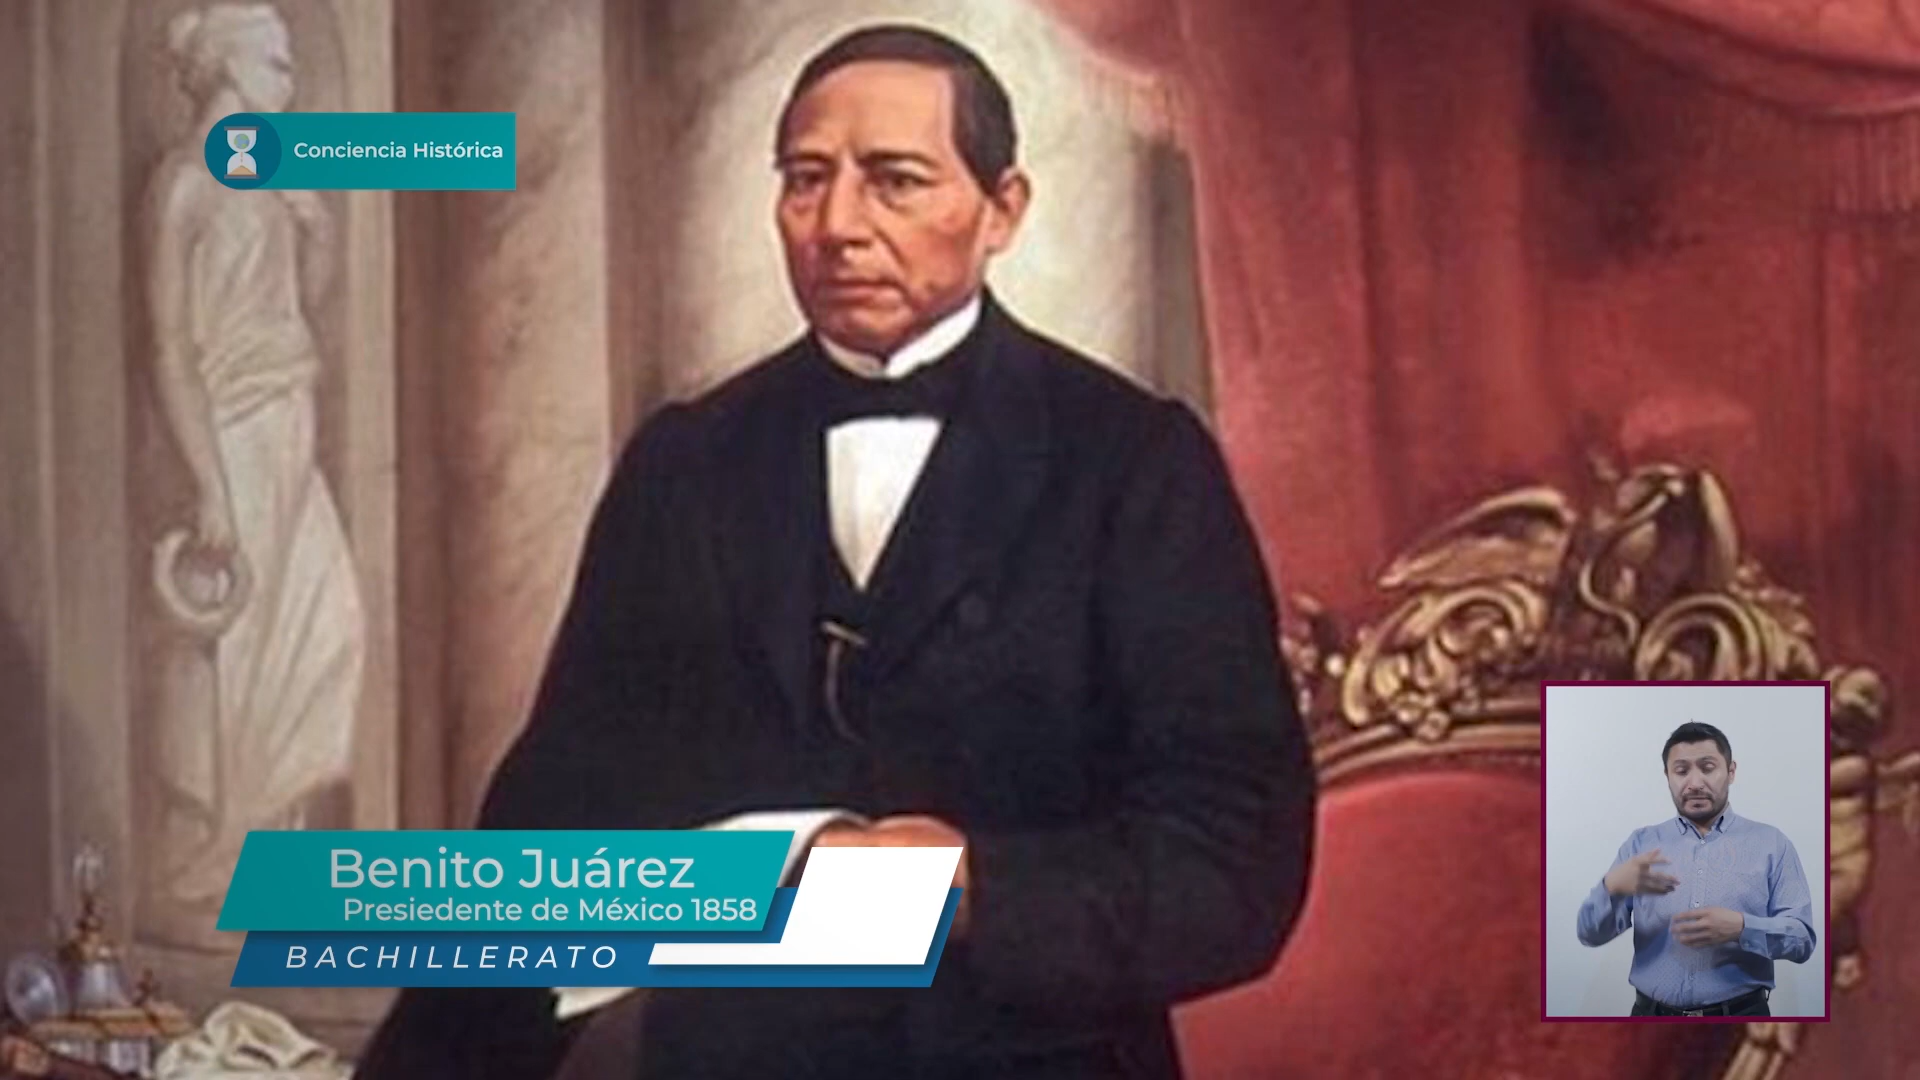 Conciencia Histórica
Benito Juárez
Presiedente de México 1858
BACHILLERATO